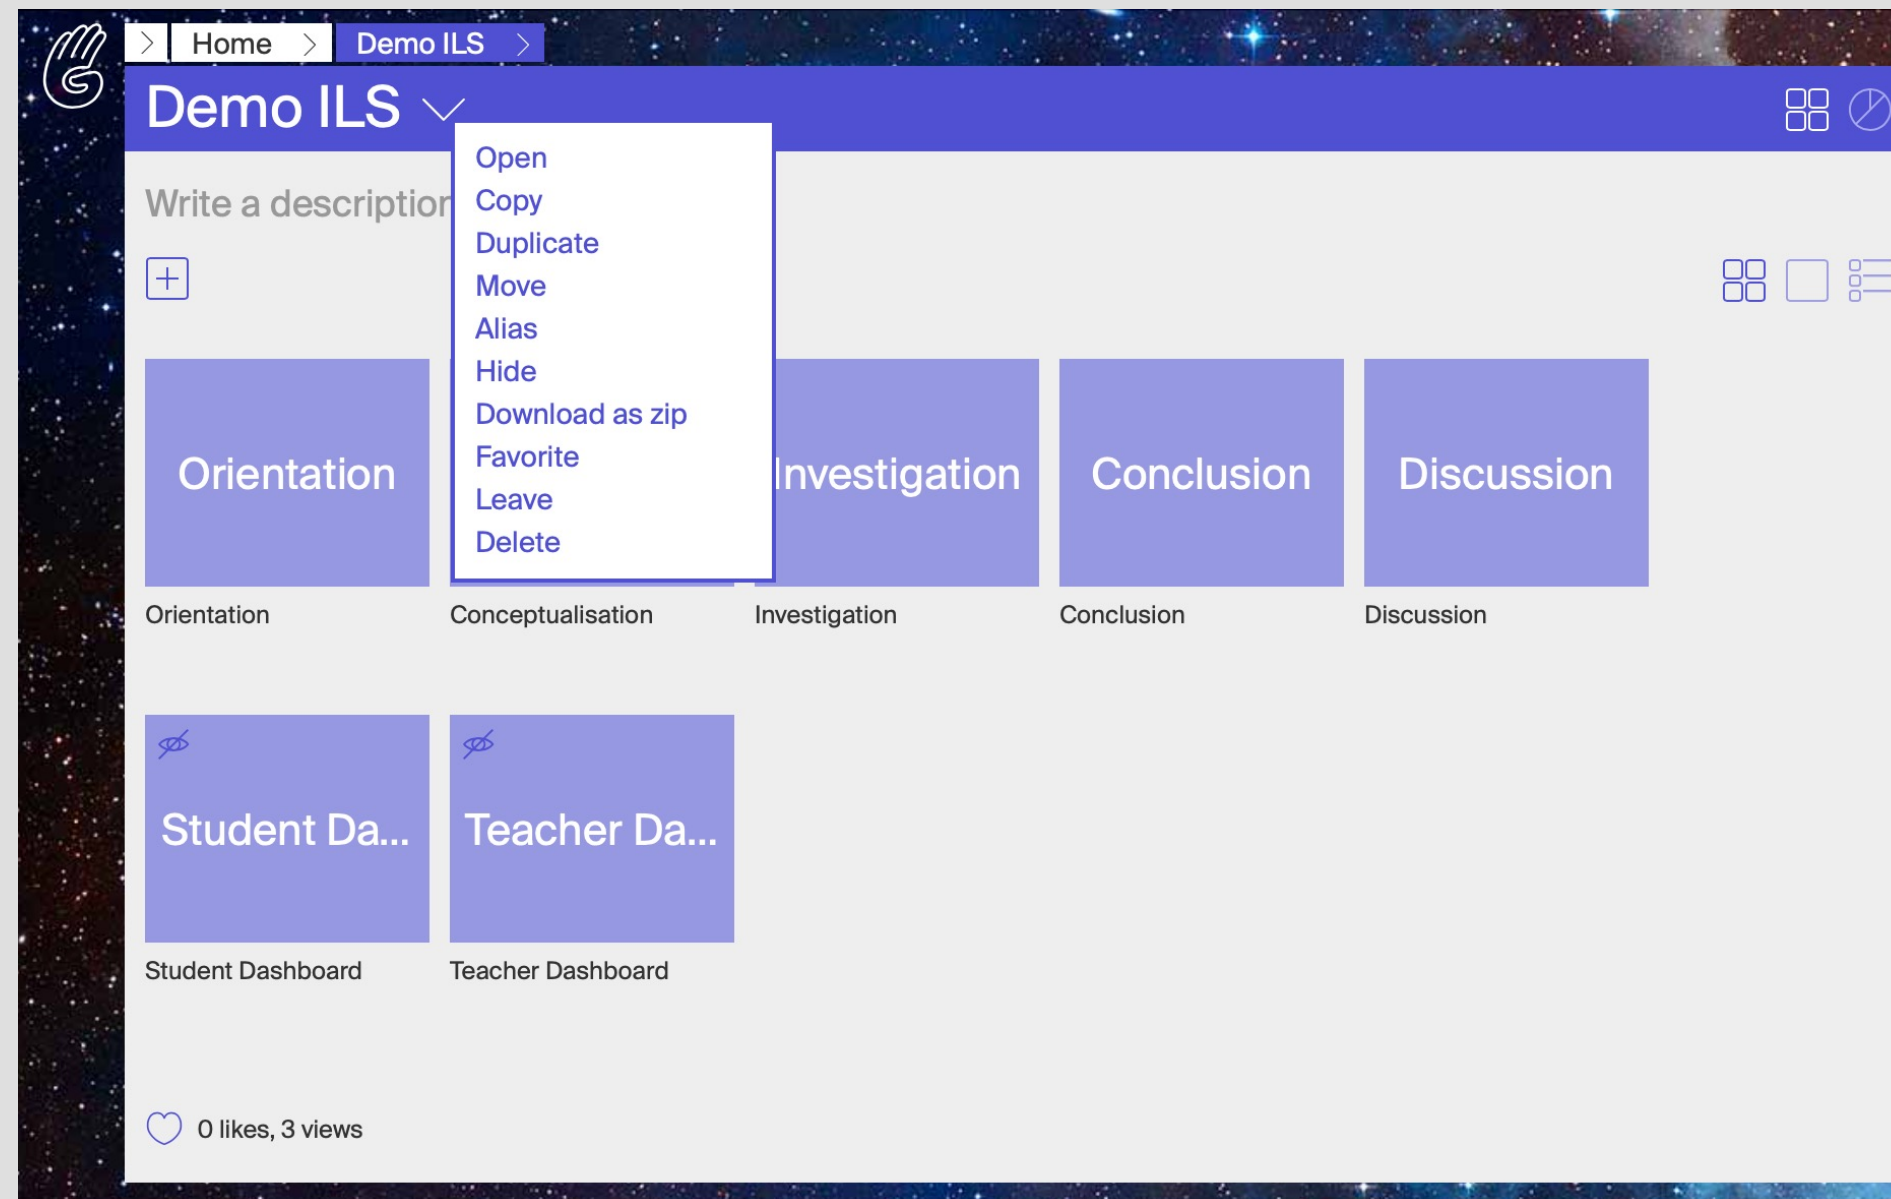 Home
Demo ILS
Demo ILS
Open
Copy
Duplicate
Move
Alias
Hide
Download as zip
Favorite
Leave
Delete
Write a description
Orientation
Investigation
Conclusion
Discussion
Orientation
Conceptualisation
Investigation
Conclusion
Discussion
Student Da...
Teacher Da...
Student Dashboard
Teacher Dashboard
0 likes, 3 views